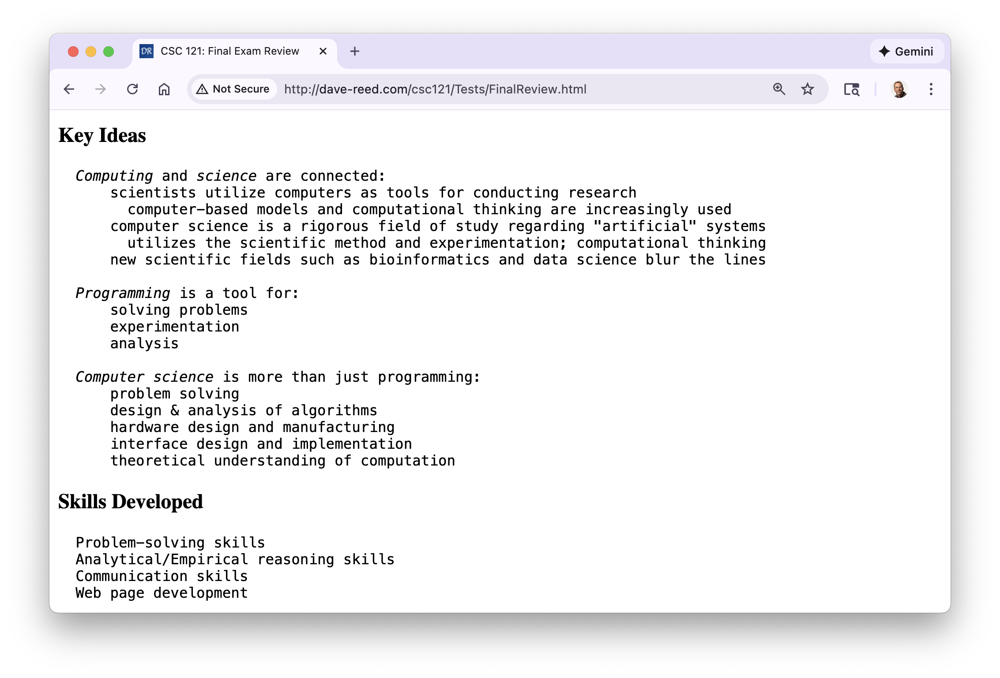 DR CSC 121: Final Exam Review
Gemini
Not Secure http://dave-reed.com/csc121/Tests/FinalReview.html
Key Ideas
Computing and science are connected:
scientists utilize computers as tools for conducting research
computer-based models and computational thinking are increasingly used
computer science is a rigorous field of study regarding "artificial" systems
utilizes the scientific method and experimentation; computational thinking
new scientific fields such as bioinformatics and data science blur the lines
Programming is a tool for:
solving problems
experimentation
analysis
Computer science is more than just programming:
problem solving
design & analysis of algorithms
hardware design and manufacturing
interface design and implementation
theoretical understanding of computation
Skills Developed
Problem-solving skills
Analytical/Empirical reasoning skills
Communication skills
Web page development